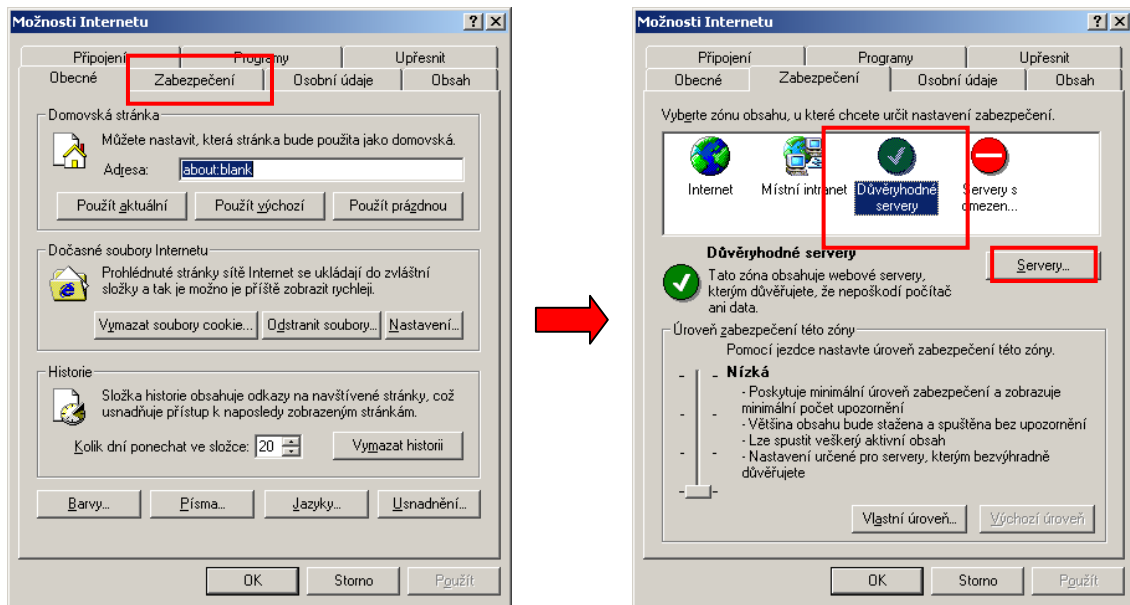 Možnosti Internetu
Připojení Programy Upřesnit
Obecné Zabezpečení Osobní údaje Obsah
Domovská stránka
Můžete nastavit, která stránka bude použita jako domovská.
Adresa: about:blank
Použít aktuální Použít výchozí Použít prázdnou
Dočasné soubory Internetu
Prohlédnuté stránky sítě Internet se ukládají do zvláštní
složky a tak je možno je příště zobrazit rychleji.
Vymazat soubory cookie... Odstranit soubory... Nastavení...
Historie
Složka historie obsahuje odkazy na navštívené stránky, což
usnadňuje přístup k naposledy zobrazeným stránkám.
Kolik dní ponechat ve složce: 20 Vymazat historii
Barvy... Písma... Jazyky... Usnadnění...
OK Storno Použít
Možnosti Internetu
Připojení Programy Upřesnit
Obecné Zabezpečení Osobní údaje Obsah
Vyberte zónu obsahu, u které chcete určit nastavení zabezpečení.
Internet Místní intranet Důvěryhodné servery Servery s omezen...
Důvěryhodné servery
Servery...
Tato zóna obsahuje webové servery,
kterým důvěřujete, že nepoškodí počítač
ani data.
Úroveň zabezpečení této zóny
Pomocí jezdce nastavte úroveň zabezpečení této zóny.
Nízká
- Poskytuje minimální úroveň zabezpečení a zobrazuje
minimální počet upozornění
- Většina obsahu bude stažena a spuštěna bez upozornění
- Lze spustit veškerý aktivní obsah
- Nastavení určené pro servery, kterým bezvýhradně
důvěřujete
Vlastní úroveň... Výchozí úroveň
OK Storno Použít